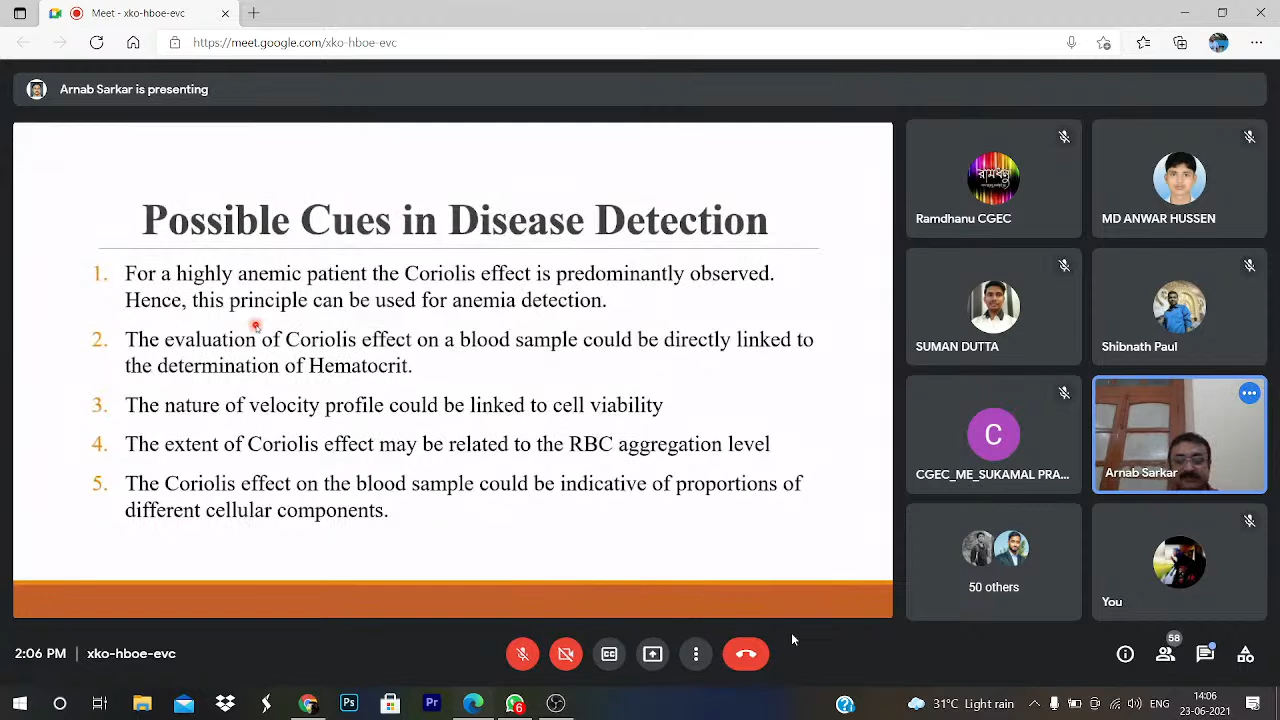 Meet - xko-hboe-evc
https://meet.google.com/xko-hboe-evc
Arnab Sarkar is presenting
Possible Cues in Disease Detection
1. For a highly anemic patient the Coriolis effect is predominantly observed.
Hence, this principle can be used for anemia detection.
2. The evaluation of Coriolis effect on a blood sample could be directly linked to
the determination of Hematocrit.
3. The nature of velocity profile could be linked to cell viability
4. The extent of Coriolis effect may be related to the RBC aggregation level
5. The Coriolis effect on the blood sample could be indicative of proportions of
different cellular components.
রামধনু
Ramdhanu CGEC
MD ANWAR HUSSEN
SUMAN DUTTA
Shibnath Paul
C
CGEC_ME_SUKAMAL PRA...
Arnab Sarkar
50 others
You
2:06 PM
xko-hboe-evc
CC
58
Ps
Pr
6
31°C Light rain
14:06
23-06-2021